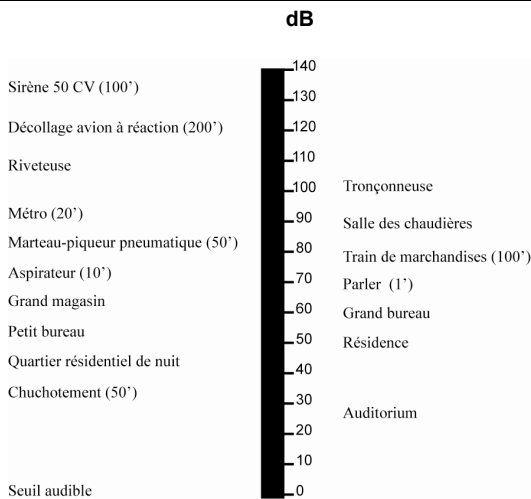 dB
140
Sirène 50 CV (100’)
130
Décollage avion à réaction (200’)
120
Riveteuse
110
100
Tronçonneuse
Métro (20’)
90
Salle des chaudières
Marteau-piqueur pneumatique (50’)
80
Train de marchandises (100’)
Aspirateur (10’)
70
Parler (1’)
Grand magasin
60
Grand bureau
Petit bureau
50
Résidence
Quartier résidentiel de nuit
40
Chuchotement (50’)
30
Auditorium
20
10
Seuil audible
0